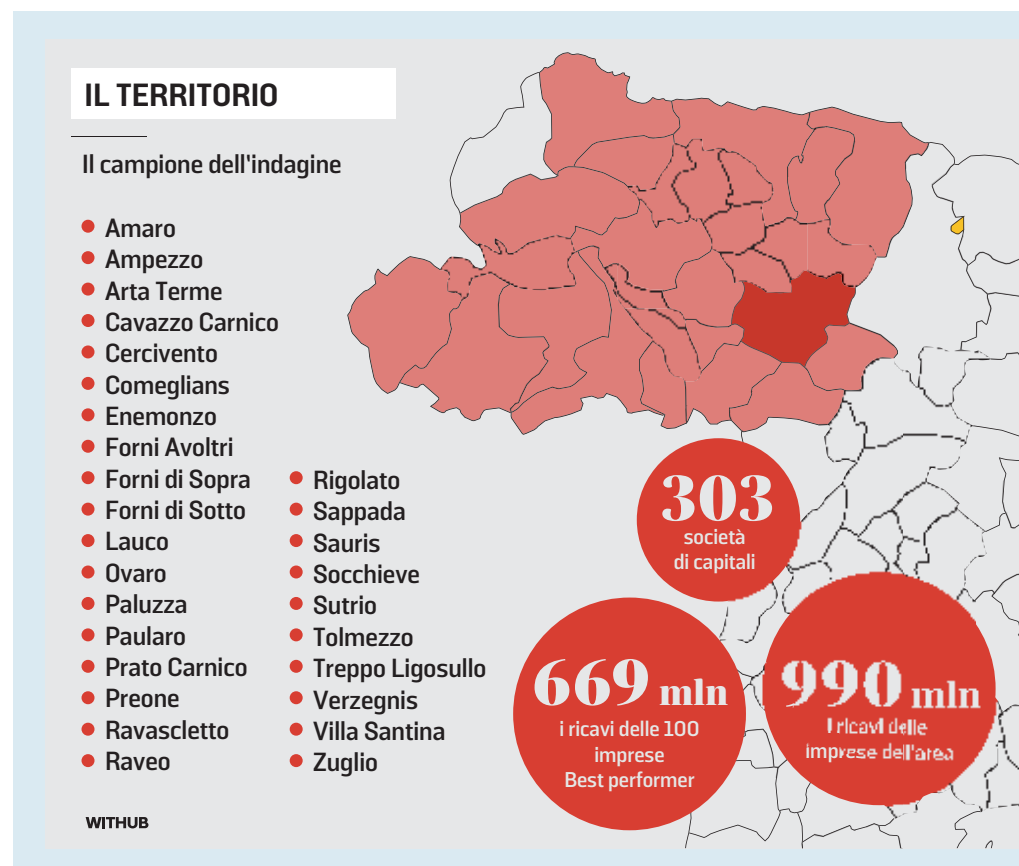 IL TERRITORIO
Il campione dell'indagine
Amaro
Ampezzo
Arta Terme
Cavazzo Carnico
Cercivento
Comeglians
Enemonzo
Forni Avoltri
Forni di Sopra
Forni di Sotto
Lauco
Ovaro
Paluzza
Paularo
Prato Carnico
Preone
Ravascletto
Raveo
Rigolato
Sappada
Sauris
Socchieve
Sutrio
Tolmezzo
Treppo Ligosullo
Verzegnis
Villa Santina
Zuglio
303
società
di capitali
669 mln
i ricavi delle 100
imprese
Best performer
990 mln
I ricavi delle
imprese dell'area
WITHUB